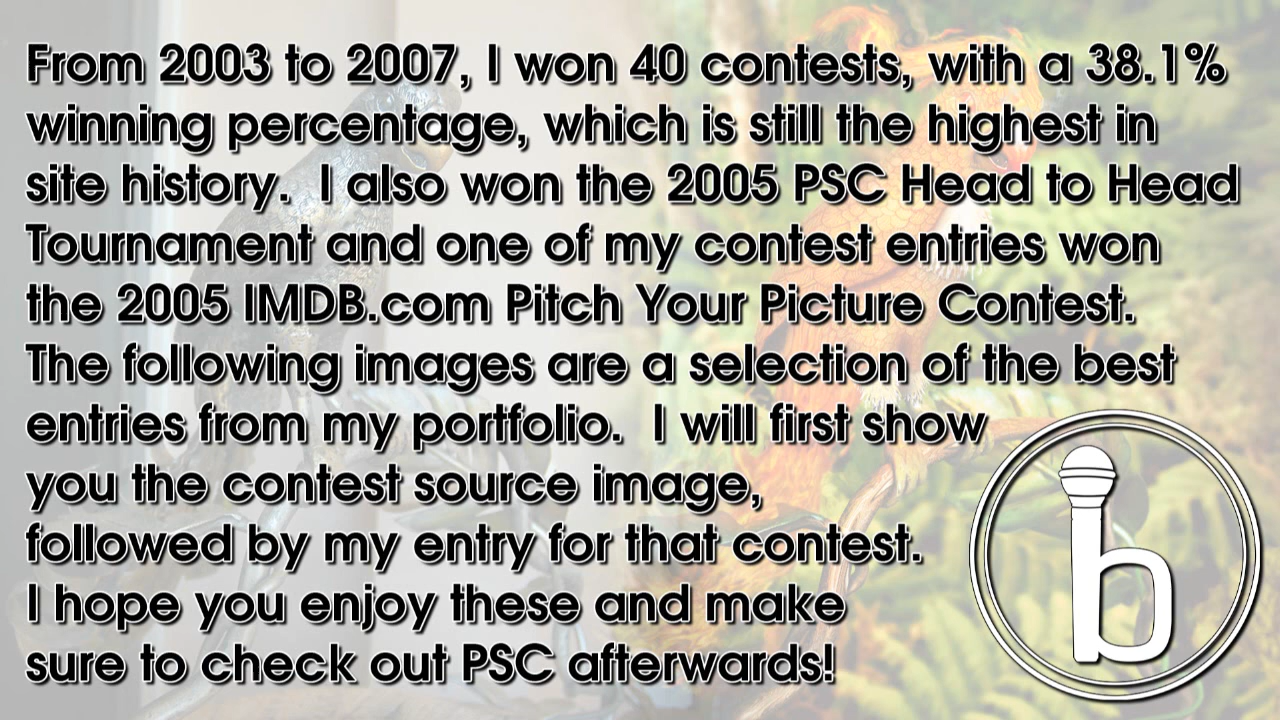 From 2003 to 2007, I won 40 contests, with a 38.1%
winning percentage, which is still the highest in
site history.  I also won the 2005 PSC Head to Head
Tournament and one of my contest entries won
the 2005 IMDB.com Pitch Your Picture Contest.
The following images are a selection of the best
entries from my portfolio.  I will first show
you the contest source image,
followed by my entry for that contest.
I hope you enjoy these and make
sure to check out PSC afterwards!
b